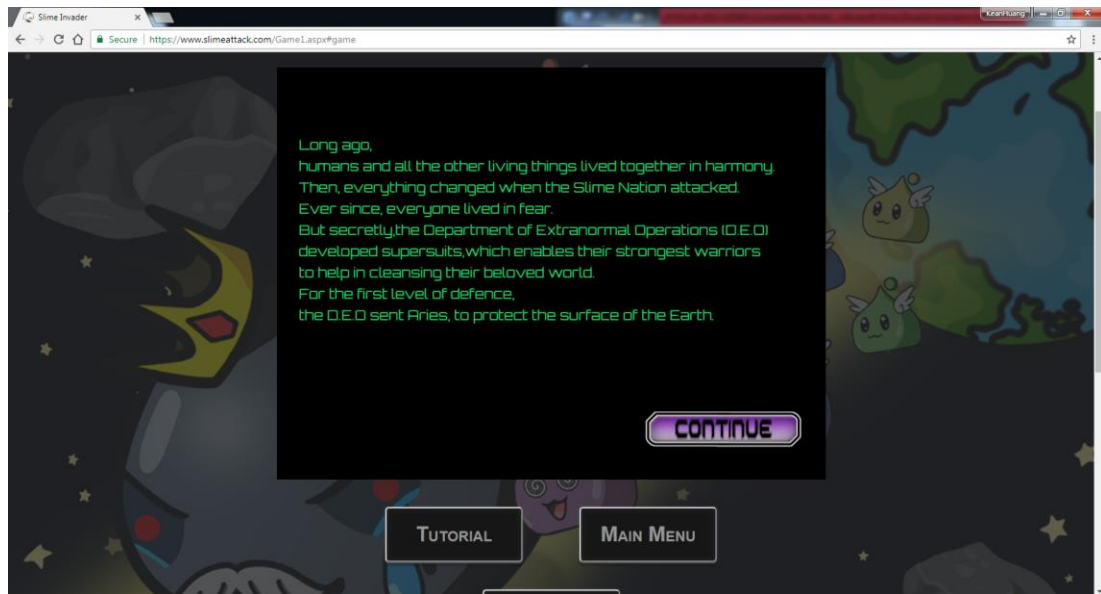 Slime Invader
KeanHuang
Secure | https://www.slimeattack.com/Game1.aspx#game
Long ago,
humans and all the other living things lived together in harmony.
Then, everything changed when the Slime Nation attacked.
Ever since, everyone lived in fear.
But secretly,the Department of Extranormal Operations (D.E.O)
developed supersuits,which enables their strongest warriors
to help in cleansing their beloved world.
For the first level of defence,
the D.E.O sent Aries, to protect the surface of the Earth.
CONTINUE
TUTORIAL
MAIN MENU